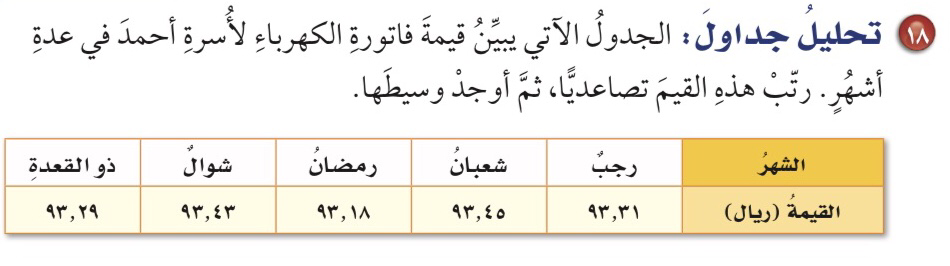 ١٨ تحليلُ جداولَ: الجدولُ الآتي يبيِّنُ قيمةَ فاتورةِ الكهرباءِ لأُسرةِ أحمدَ في عدةِ
أشهُرٍ. رتّبْ هذهِ القيمَ تصاعديًّا، ثمَّ أوجدْ وسيطَها.
الشهرُ رجبٌ شعبانُ رمضانُ شوالٌ ذو القعدةِ
القيمةُ (ريال) ٩٣,٣١ ٩٣,٤٥ ٩٣,١٨ ٩٣,٤٣ ٩٣,٢٩